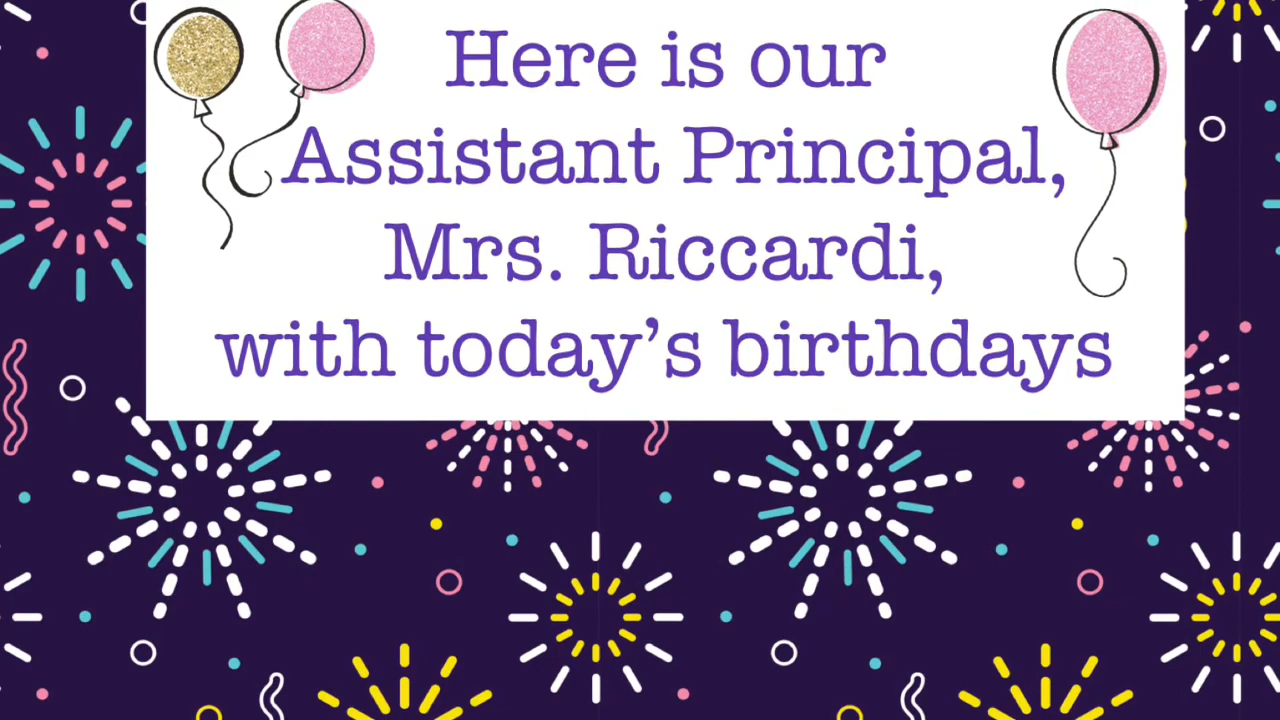 Here is our
Assistant Principal,
Mrs. Riccardi,
with today’s birthdays